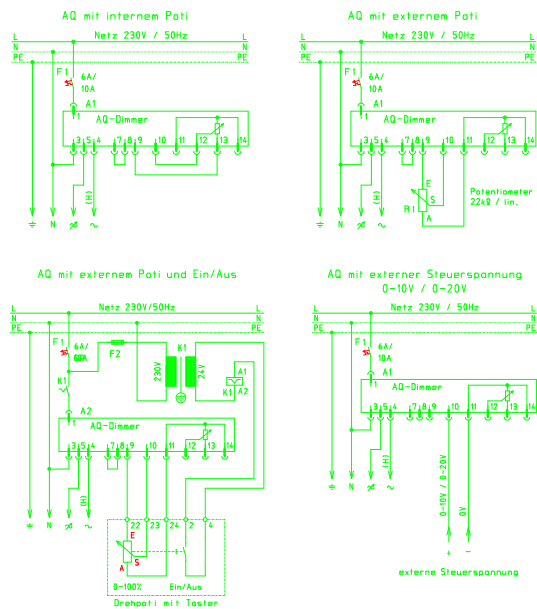 AQ mit internem Poti
L Netz 230V / 50Hz L
N N
PE PE
F1 6A/
10A
A1
1
AQ-Dimmer
3 5 4 7 8 9 10 11 12 13 14
(H)
N
AQ mit externem Poti
L Netz 230V / 50Hz L
N N
PE PE
F1 6A/
10A
A1
1
AQ-Dimmer
3 5 4 7 8 9 10 11 12 13 14
(H)
E
S
R1
A
Potentiometer
22kΩ / lin.
N
AQ mit externem Poti und Ein/Aus
L Netz 230V/50Hz L
N N
PE PE
F1 6A/
F2
K1
230V
24V
A1
K1 A2
K1
A2
1
AQ-Dimmer
3 5 4 7 8 9 10 11 12 13 14
(H)
N
22 23 24 2 4
E
S
A
0-100% Ein/Aus
Drehpoti mit Taster
AQ mit externer Steuerspannung
0-10V / 0-20V
L Netz 230V / 50Hz L
N N
PE PE
F1 6A/
10A
A1
1
AQ-Dimmer
3 5 4 7 8 9 10 11 12 13 14
(H)
0-10V / 0-20V
0V
N
+ −
externe Steuerspannung